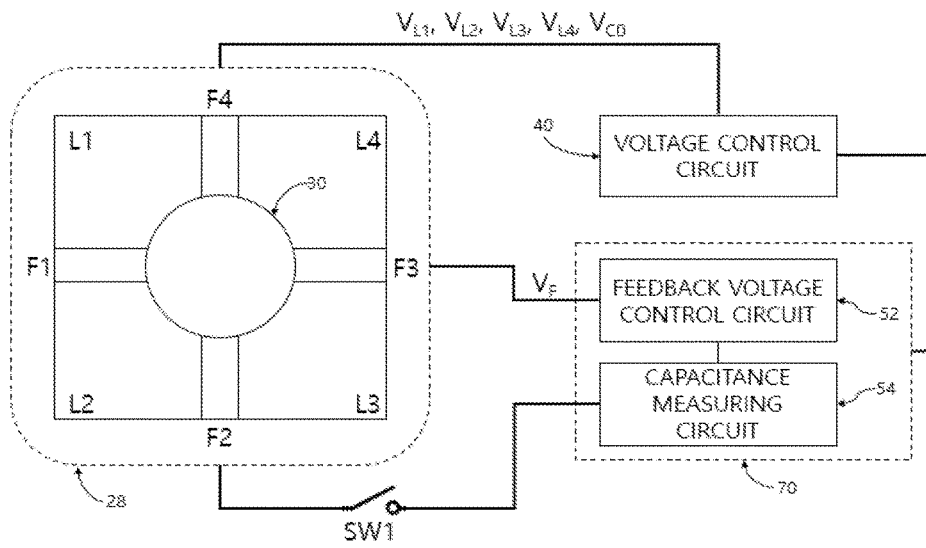 V_L1, V_L2, V_L3, V_L4, V_CD
F4
L1
L4
30
F1
F3
L2
L3
F2
28
SW1
40
VOLTAGE CONTROL
CIRCUIT
V_F
FEEDBACK VOLTAGE
CONTROL CIRCUIT
52
CAPACITANCE
MEASURING
CIRCUIT
54
70